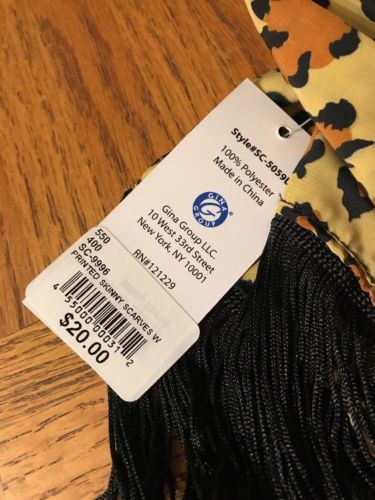 Style#SC-5059L
100% Polyester
Made in China
GINA GROUP
Gina Group LLC.
10 West 33rd Street
New York, NY 10001
RN#121229
550
400
SC-9996
PRINTED SKINNY SCARVES W
4 55000 00031 2
$20.00